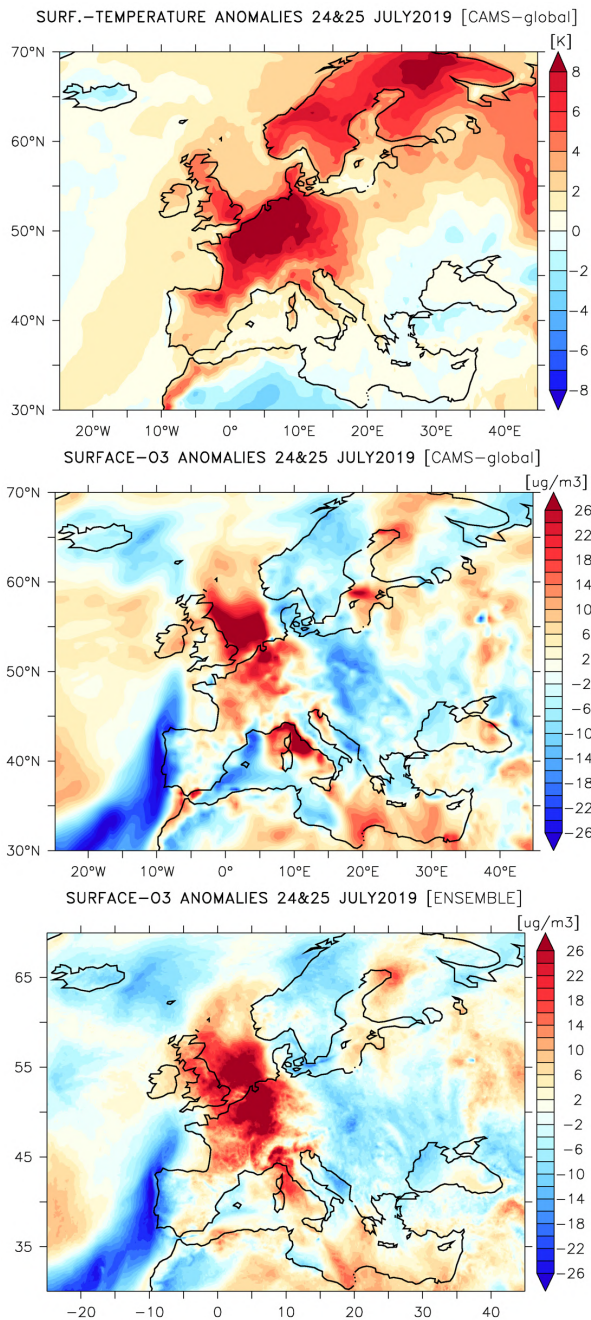 SURF.-TEMPERATURE ANOMALIES 24&25 JULY2019 [CAMS-global]
[K]
70°N
60°N
50°N
40°N
30°N
20°W 10°W 0° 10°E 20°E 30°E 40°E
8
6
4
2
0
-2
-4
-6
-8
SURFACE-O3 ANOMALIES 24&25 JULY2019 [CAMS-global]
[ug/m3]
70°N
60°N
50°N
40°N
30°N
20°W 10°W 0° 10°E 20°E 30°E 40°E
26
22
18
14
10
6
2
-2
-6
-10
-14
-18
-22
-26
SURFACE-O3 ANOMALIES 24&25 JULY2019 [ENSEMBLE]
[ug/m3]
65
55
45
35
-20 -10 0 10 20 30 40
26
22
18
14
10
6
2
-2
-6
-10
-14
-18
-22
-26